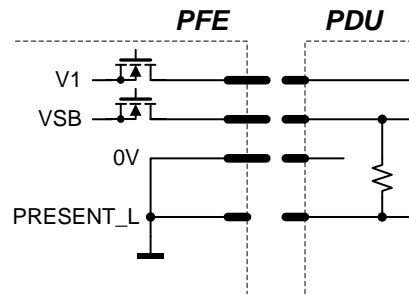 PFE PDU
V1
VSB
0V
PRESENT_L